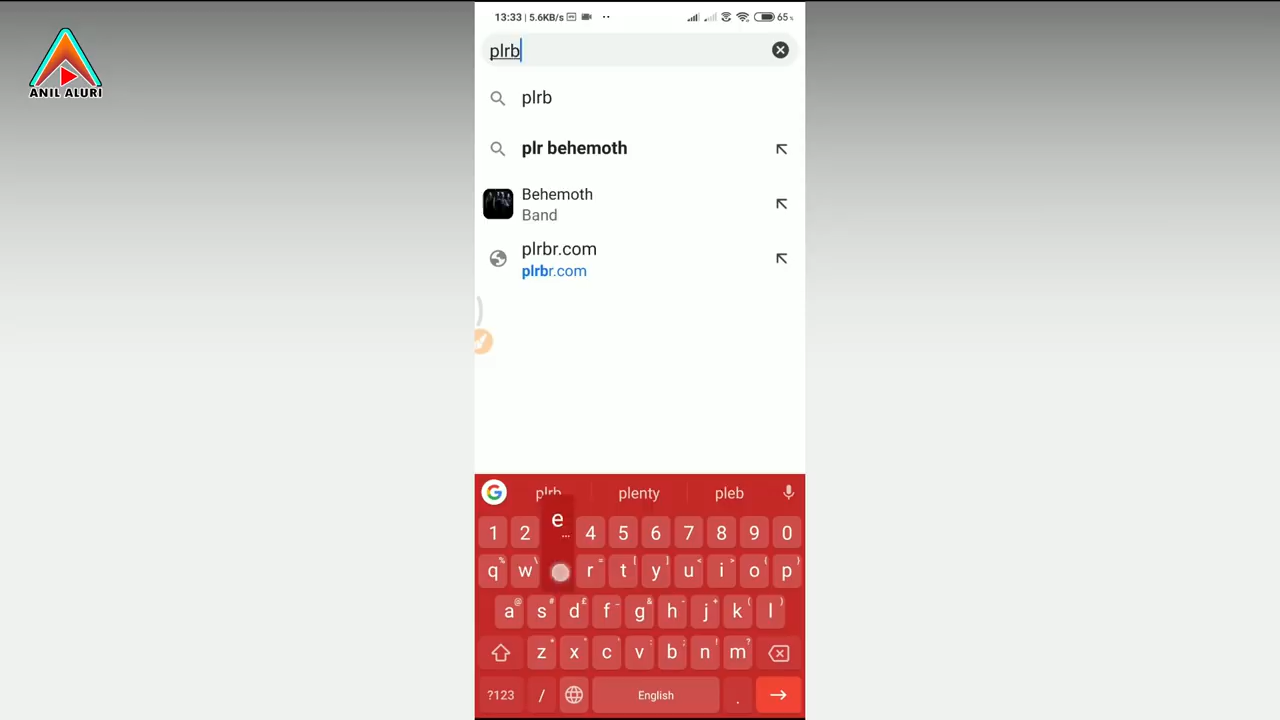 13:33 | 5.6KB/s 65%
ANIL ALURI
plrb
plrb
plr behemoth
Behemoth
Band
plrbr.com
plrbr.com
G plrb plenty pleb
e
...
1 2 4 5 6 7 8 9 0
q % w \ r = t [ y ] u < i > o { p }
a @ s # d £ f _ g & h - j + k ( l )
z * x " c ' v : b ; n ! m ?
?123 / English .